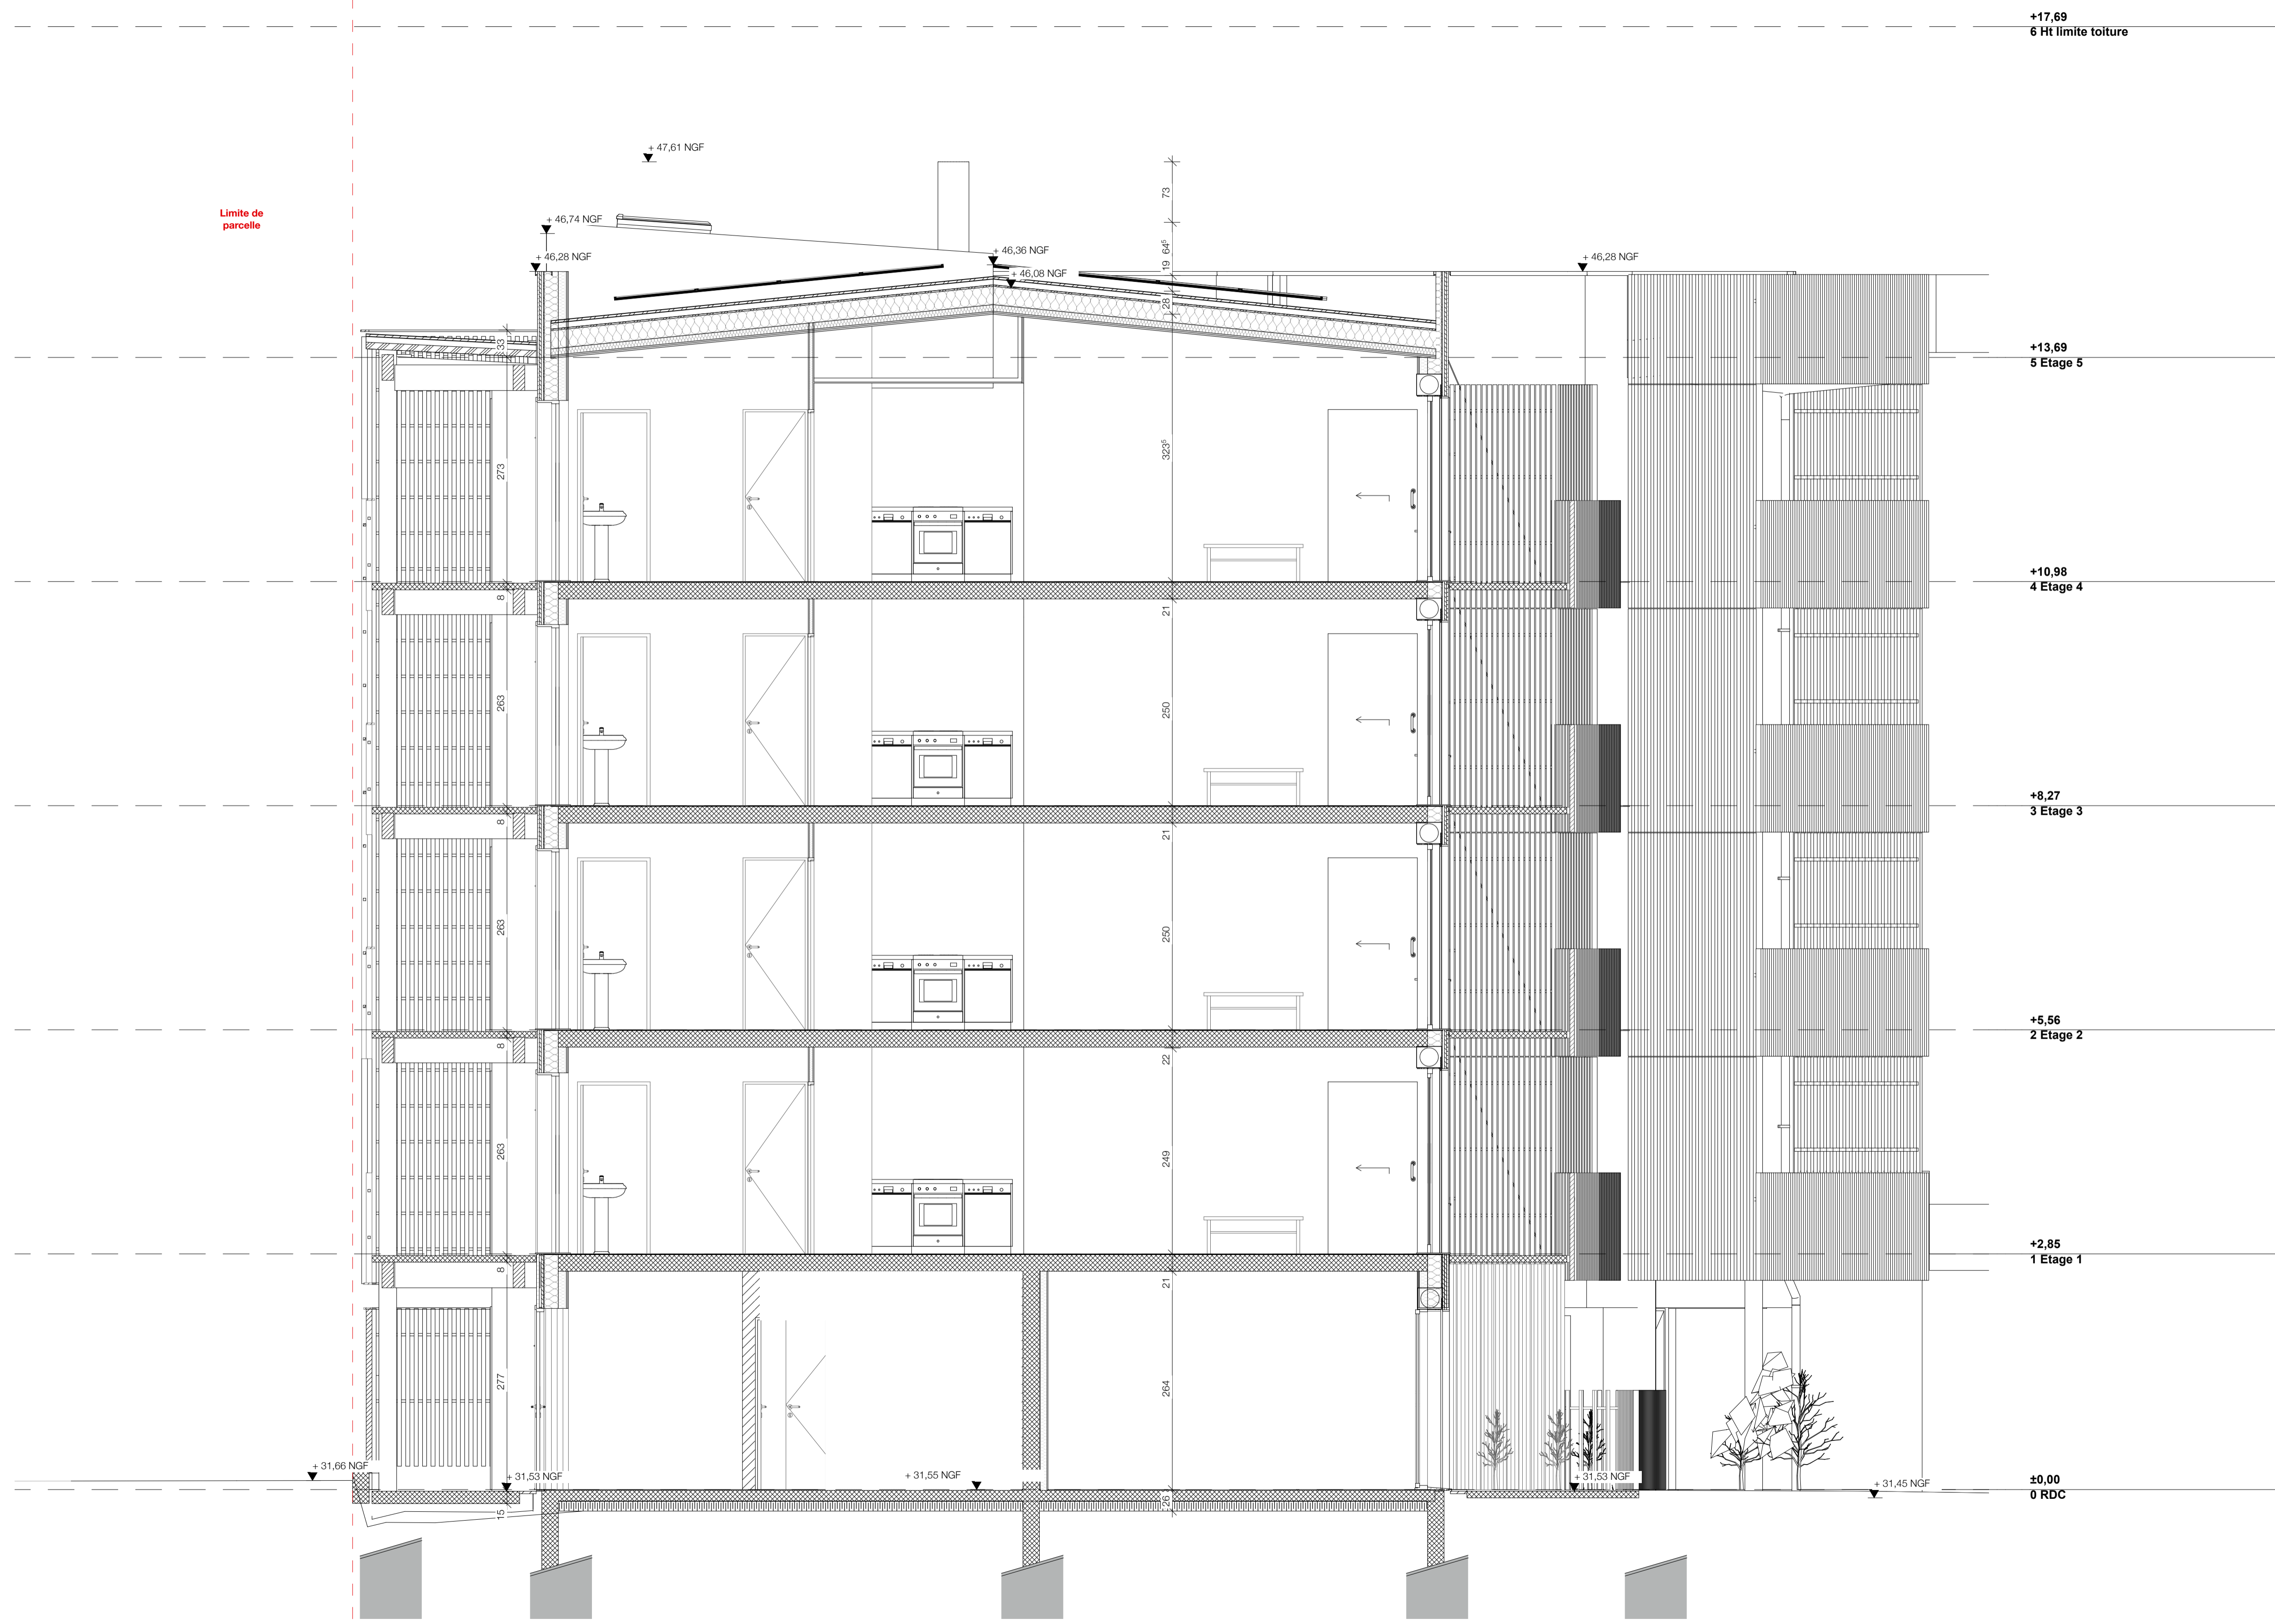 +17,69
6 Ht limite toiture
+ 47,61 NGF
73
Limite de
parcelle
+ 46,74 NGF
64⁵
+ 46,28 NGF
+ 46,36 NGF
+ 46,28 NGF
19
+ 46,08 NGF
28
33
+13,69
5 Etage 5
273
323⁵
+10,98
4 Etage 4
8
21
263
250
+8,27
3 Etage 3
8
21
263
250
+5,56
2 Etage 2
8
22
263
249
+2,85
1 Etage 1
8
21
277
264
+ 31,66 NGF
+ 31,53 NGF
+ 31,55 NGF
+ 31,53 NGF
+ 31,45 NGF
±0,00
0 RDC
26
15